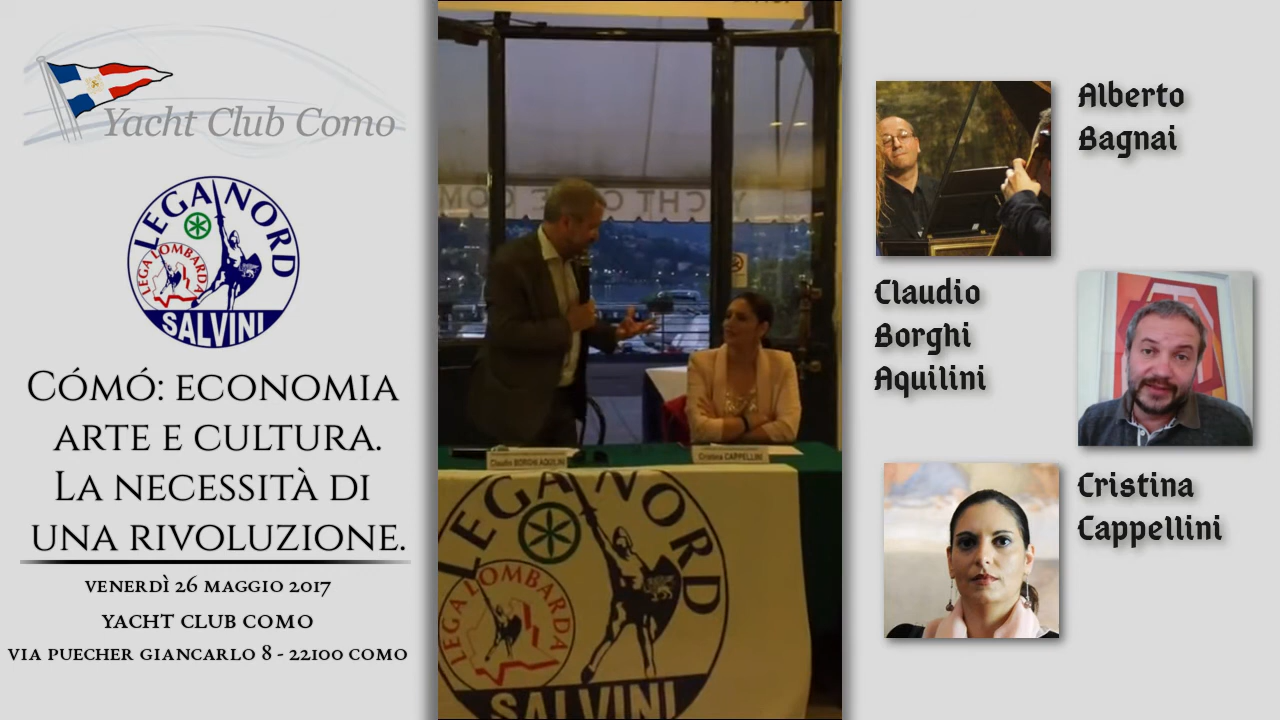 Yacht Club Como
LEGA NORD
LEGA LOMBARDA
SALVINI
CÓMÓ: ECONOMIA
ARTE E CULTURA.
LA NECESSITÀ DI
UNA RIVOLUZIONE.
VENERDÌ 26 MAGGIO 2017
YACHT CLUB COMO
VIA PUECHER GIANCARLO 8 - 22100 COMO
YACHT
Claudio BORGHI AQUILINI
Cristina CAPPELLINI
LEGA NORD
LEGA LOMBARDA
SALVINI
Alberto
Bagnai
Claudio
Borghi
Aquilini
Cristina
Cappellini